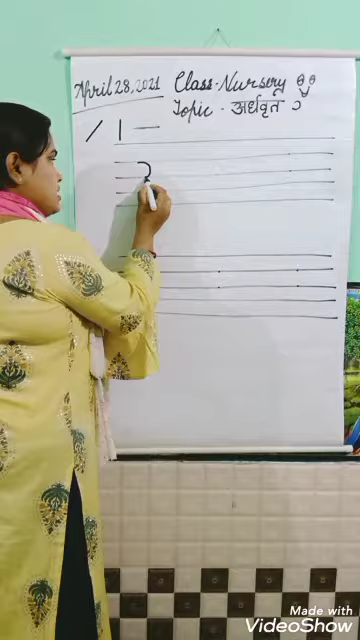 April 28, 2021 Class-Nursery
Topic - अर्धवृत
Made with
VideoShow